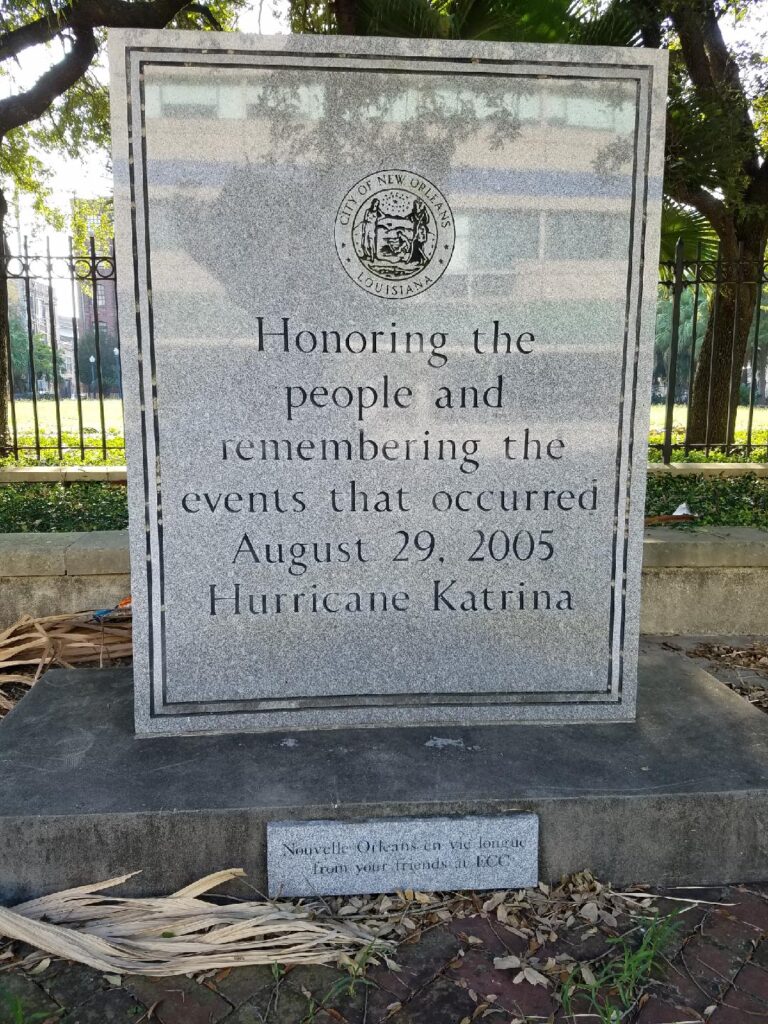 CITY OF NEW ORLEANS
LOUISIANA
Honoring the
people and
remembering the
events that occurred
August 29, 2005
Hurricane Katrina
Nouvelle Orleans en vie longue
from your friends at ECC